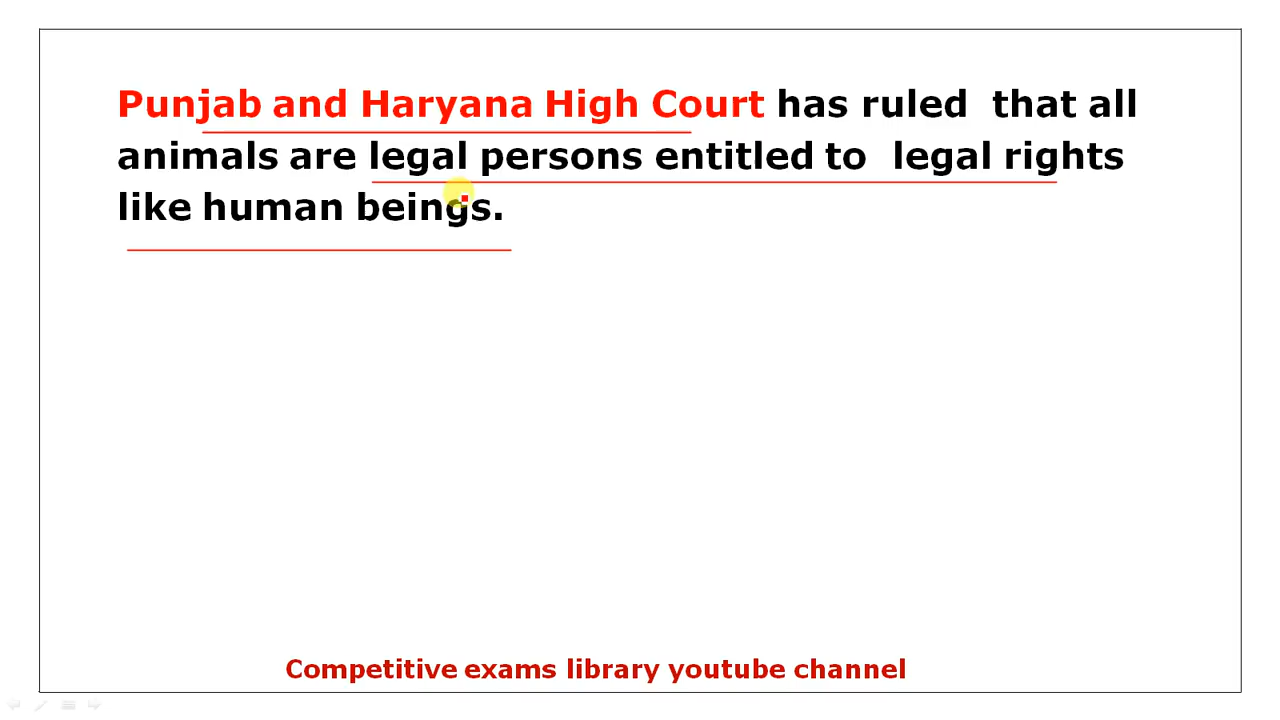 Punjab and Haryana High Court has ruled that all
animals are legal persons entitled to legal rights
like human beings.
Competitive exams library youtube channel